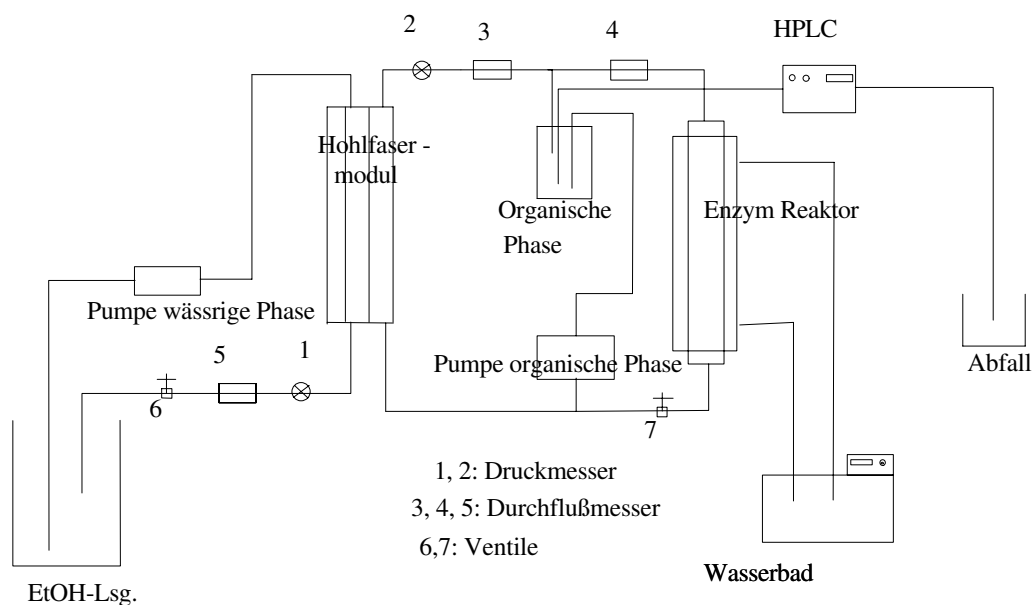 HPLC
2
3
4
Hohlfaser -
modul
Organische
Phase
Enzym Reaktor
Pumpe wässrige Phase
5
1
Pumpe organische Phase
Abfall
6
7
1, 2: Druckmesser
3, 4, 5: Durchflußmesser
6,7: Ventile
Wasserbad
EtOH-Lsg.